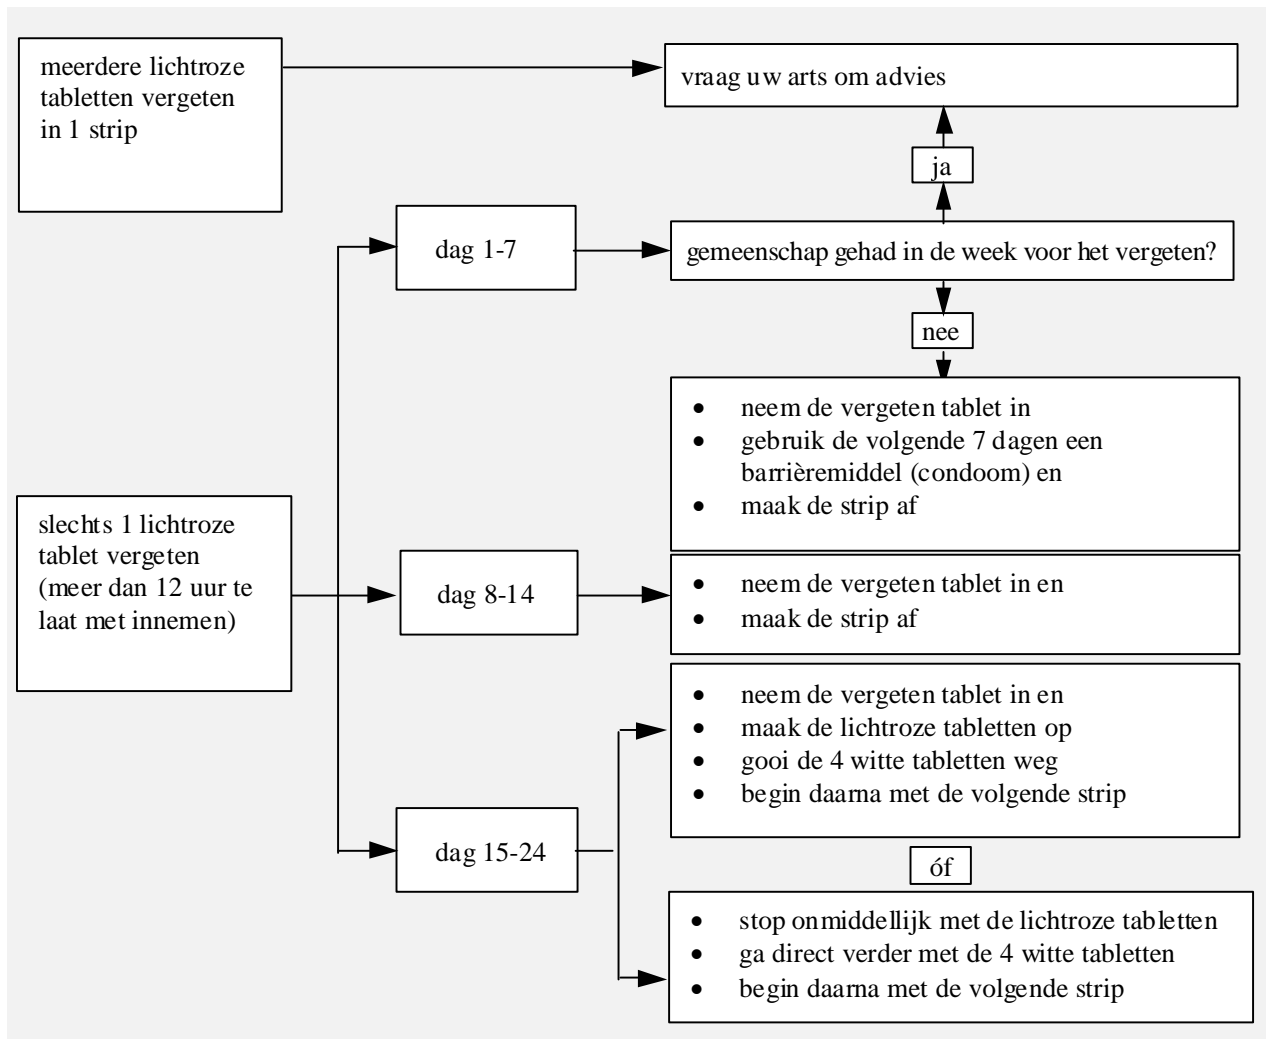 meerdere lichtroze
tabletten vergeten
in 1 strip
vraag uw arts om advies
ja
dag 1-7
gemeenschap gehad in de week voor het vergeten?
nee
• neem de vergeten tablet in
• gebruik de volgende 7 dagen een
barrièremiddel (condoom) en
• maak de strip af
slechts 1 lichtroze
tablet vergeten
(meer dan 12 uur te
laat met innemen)
dag 8-14
• neem de vergeten tablet in en
• maak de strip af
• neem de vergeten tablet in en
• maak de lichtroze tabletten op
• gooi de 4 witte tabletten weg
• begin daarna met de volgende strip
dag 15-24
óf
• stop onmiddellijk met de lichtroze tabletten
• ga direct verder met de 4 witte tabletten
• begin daarna met de volgende strip